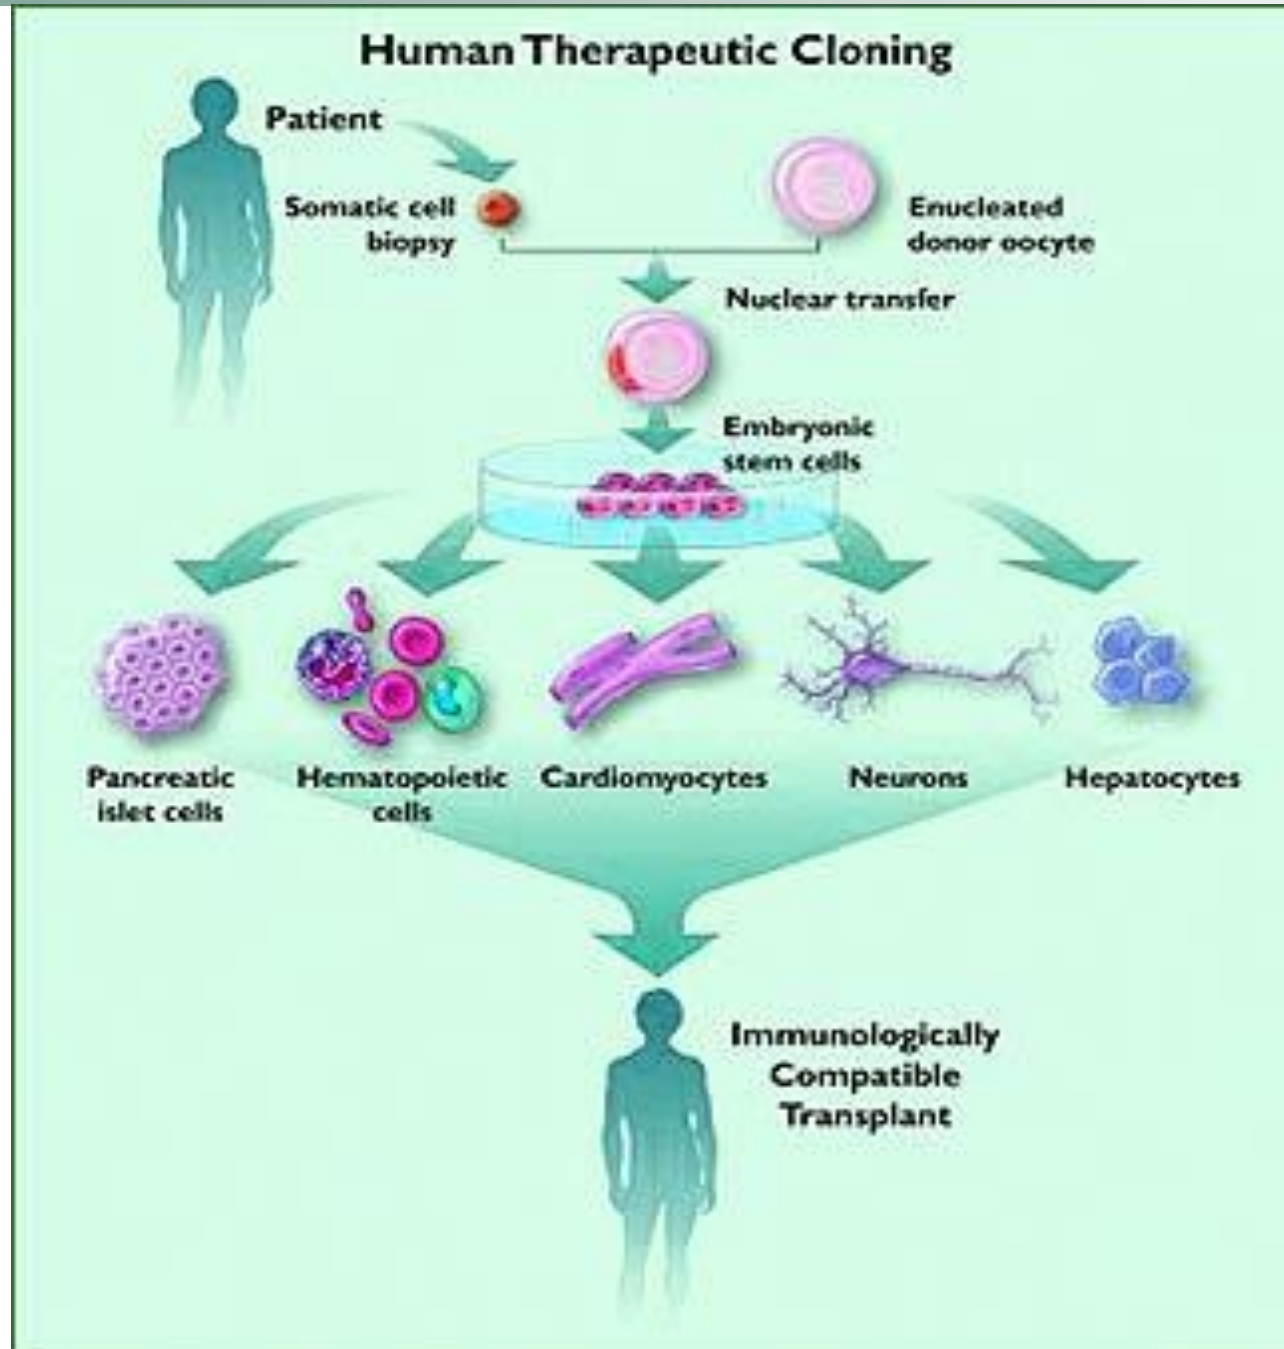 Human Therapeutic Cloning
Patient
Somatic cell
biopsy
Enucleated
donor oocyte
Nuclear transfer
Embryonic
stem cells
Pancreatic
islet cells
Hematopoietic
cells
Cardiomyocytes
Neurons
Hepatocytes
Immunologically
Compatible
Transplant